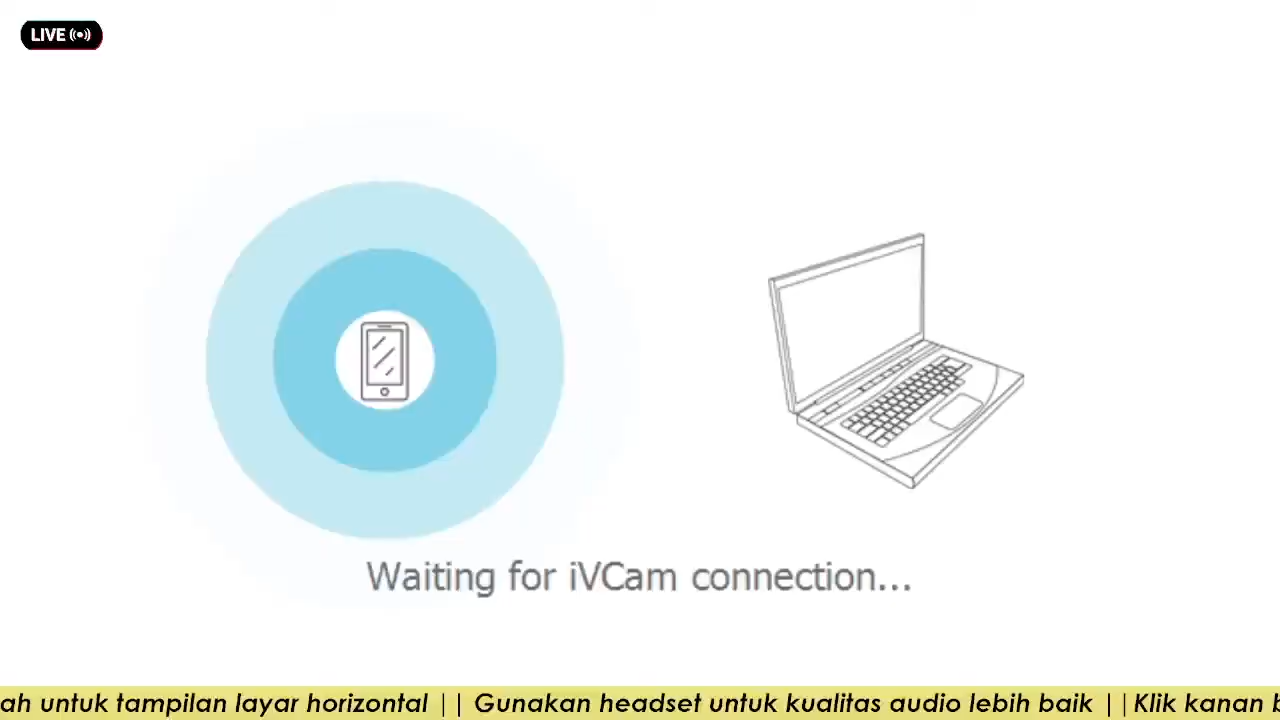 LIVE
Waiting for iVCam connection...
ah untuk tampilan layar horizontal || Gunakan headset untuk kualitas audio lebih baik ||Klik kanan b